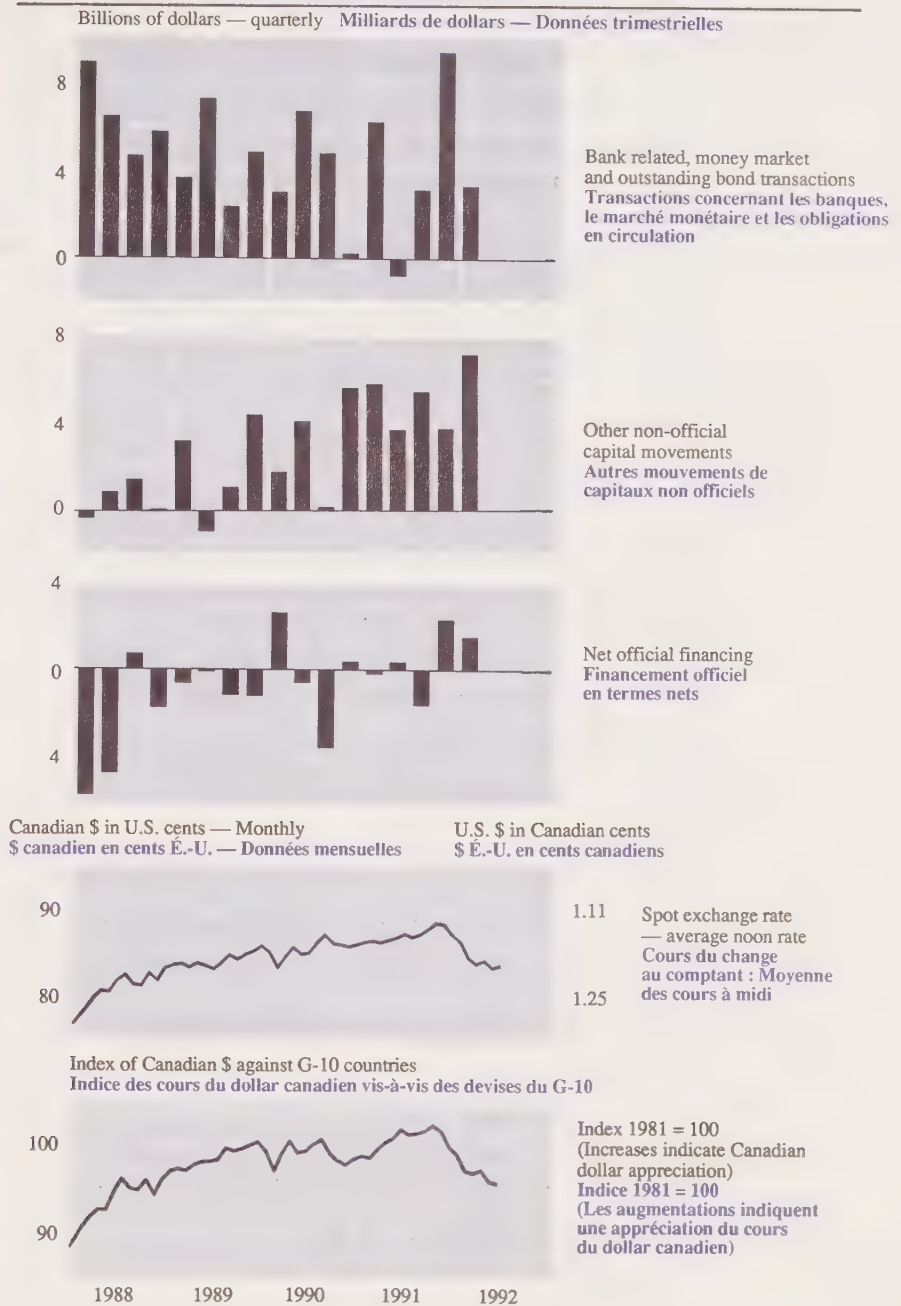 Billions of dollars — quarterly Milliards de dollars — Données trimestrielles
8
4
0
Bank related, money market
and outstanding bond transactions
Transactions concernant les banques,
le marché monétaire et les obligations
en circulation
8
4
0
Other non-official
capital movements
Autres mouvements de
capitaux non officiels
4
0
4
Net official financing
Financement officiel
en termes nets
Canadian $ in U.S. cents — Monthly
$ canadien en cents É.-U. — Données mensuelles
U.S. $ in Canadian cents
$ É.-U. en cents canadiens
90
80
1.11
1.25
Spot exchange rate
— average noon rate
Cours du change
au comptant : Moyenne
des cours à midi
Index of Canadian $ against G-10 countries
Indice des cours du dollar canadien vis-à-vis des devises du G-10
100
90
Index 1981 = 100
(Increases indicate Canadian
dollar appreciation)
Indice 1981 = 100
(Les augmentations indiquent
une appréciation du cours
du dollar canadien)
1988 1989 1990 1991 1992